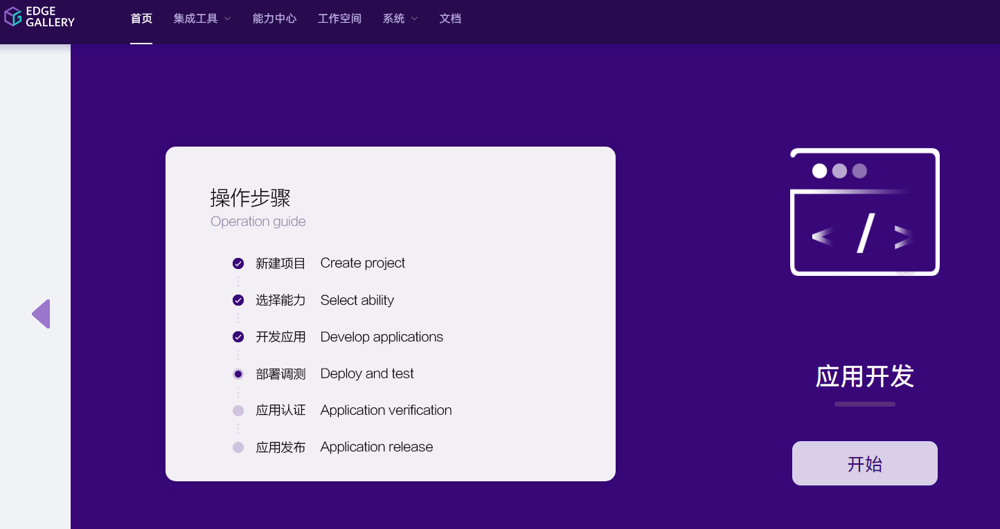 EDGE
GALLERY
首页 集成工具 能力中心 工作空间 系统 文档
操作步骤
Operation guide
新建项目 Create project
选择能力 Select ability
开发应用 Develop applications
部署调测 Deploy and test
应用认证 Application verification
应用发布 Application release
</>
应用开发
开始